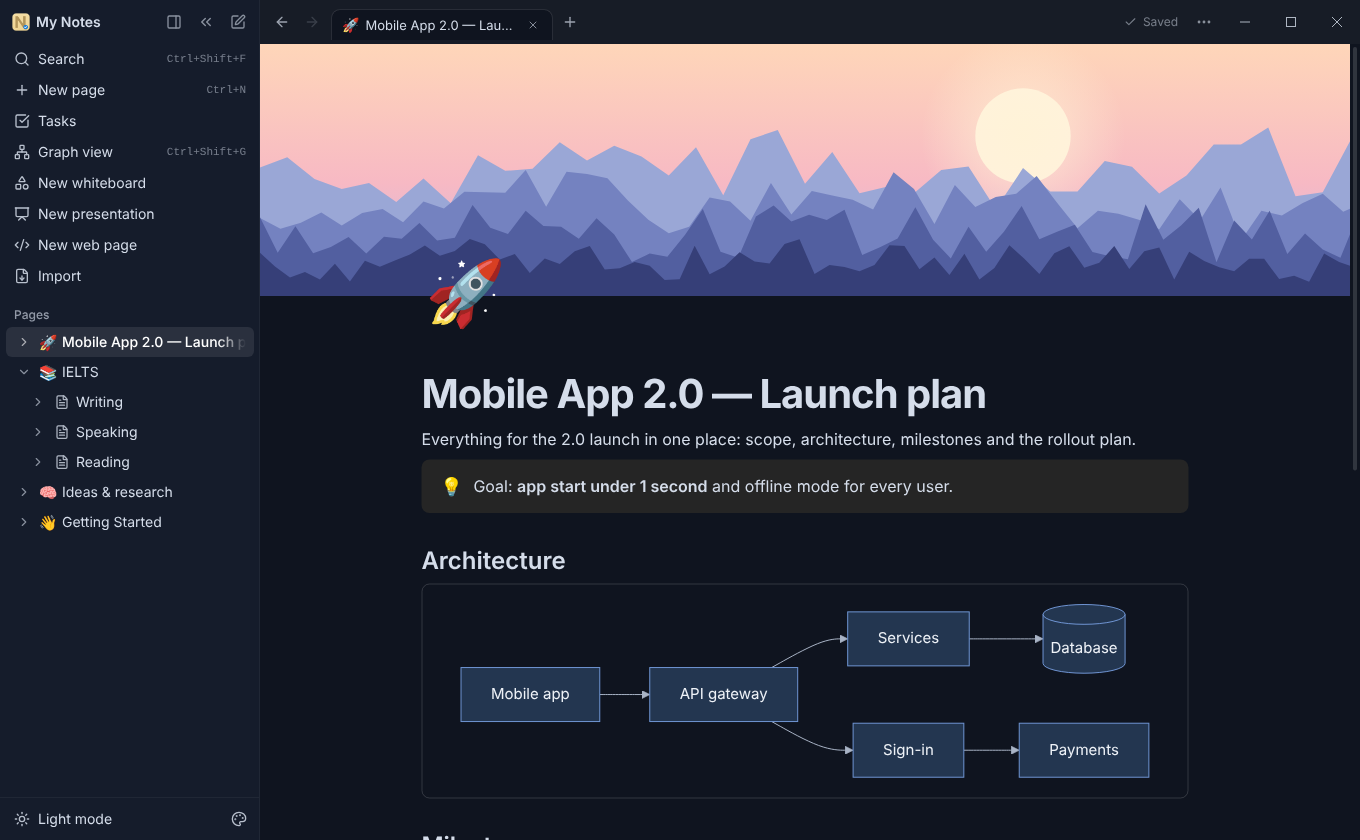 My Notes
Search Ctrl+Shift+F
New page Ctrl+N
Tasks
Graph view Ctrl+Shift+G
New whiteboard
New presentation
New web page
Import
Pages
Mobile App 2.0 — Launch p
IELTS
Writing
Speaking
Reading
Ideas & research
Getting Started
Light mode
Mobile App 2.0 — Lau...
Saved
Mobile App 2.0 — Launch plan
Everything for the 2.0 launch in one place: scope, architecture, milestones and the rollout plan.
Goal: app start under 1 second and offline mode for every user.
Architecture
Mobile app
API gateway
Services
Database
Sign-in
Payments